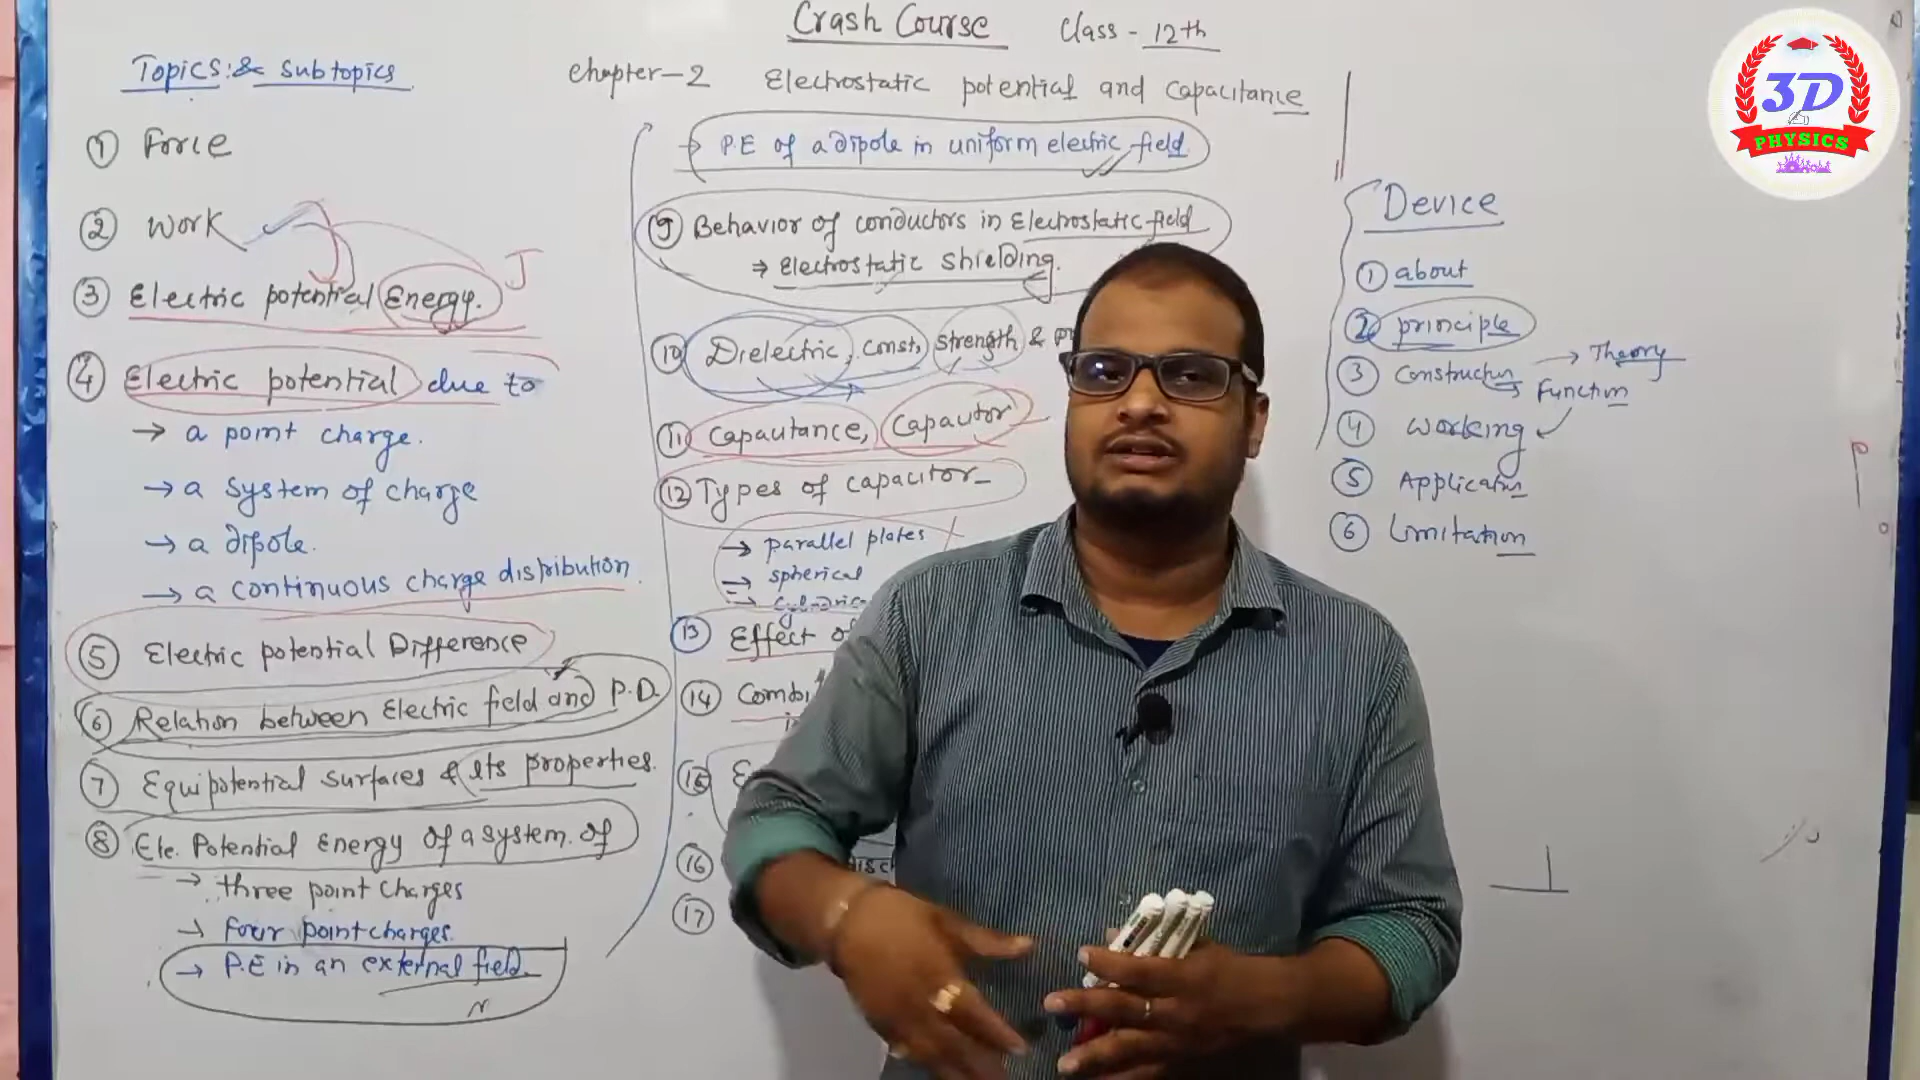 Crash Course Class - 12th
Chapter-2 Electrostatic potential and Capacitance
Topics:& Subtopics
① Force
② Work
③ Electric potential Energy. J
④ Electric potential due to
→ a point charge.
→ a system of charge
→ a dipole.
→ a continuous charge distribution
⑤ Electric potential Difference
⑥ Relation between Electric field and P.D.
⑦ Equipotential surfaces & its properties.
⑧ Ele. Potential Energy of a system of
→ three point charges
→ four point charges.
→ P.E in an external field.
→ P.E of a dipole in uniform electric field.
⑨ Behavior of conductors in Electrostatic field
⇒ Electrostatic shielding.
⑩ Dielectric, const, strength &
⑪ Capacitance, Capacitor
⑫ Types of capacitor
→ parallel plates
→ spherical
⑬ Effect of
⑭
⑮
⑯
⑰
Device
① about
② principle
③ Construction → Theory
Function
④ Working
⑤ Application
⑥ Limitation
3D
PHYSICS